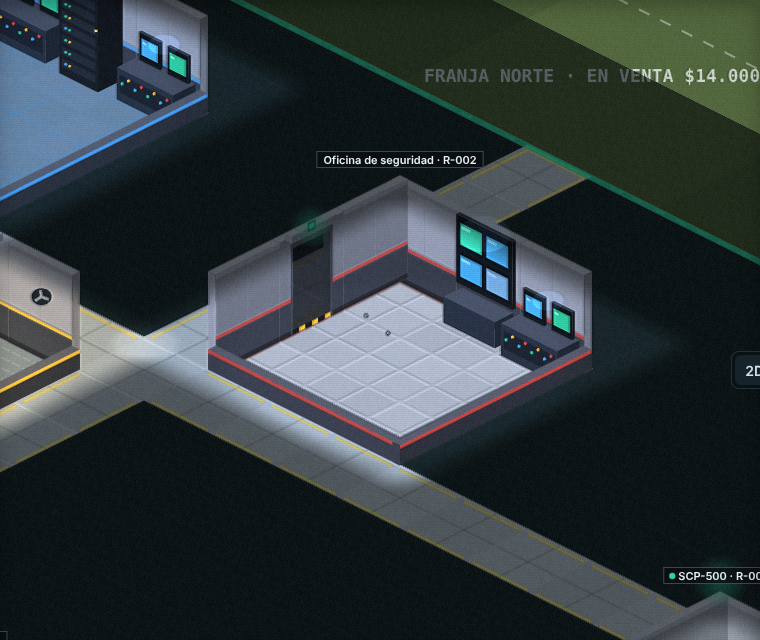 FRANJA NORTE · EN VENTA $14.000
Oficina de seguridad · R-002
2D
SCP-500 · R-00